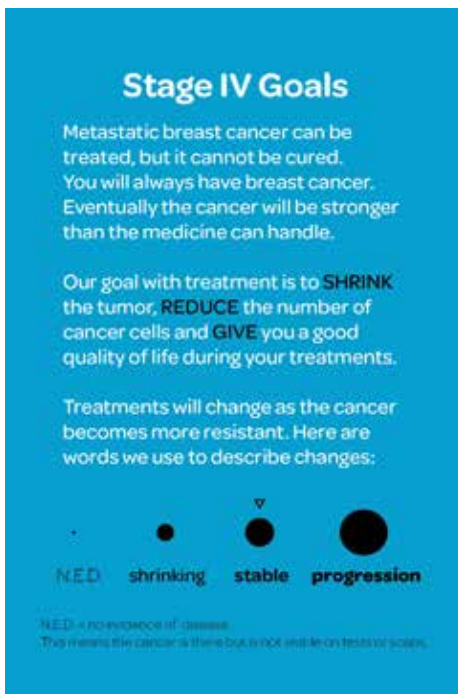 Stage IV Goals
Metastatic breast cancer can be
treated, but it cannot be cured.
You will always have breast cancer.
Eventually the cancer will be stronger
than the medicine can handle.
Our goal with treatment is to SHRINK
the tumor, REDUCE the number of
cancer cells and GIVE you a good
quality of life during your treatments.
Treatments will change as the cancer
becomes more resistant. Here are
words we use to describe changes:
N.E.D. shrinking stable progression
N.E.D. = no evidence of disease.
This means the cancer is there but is not visible on tests or scans.